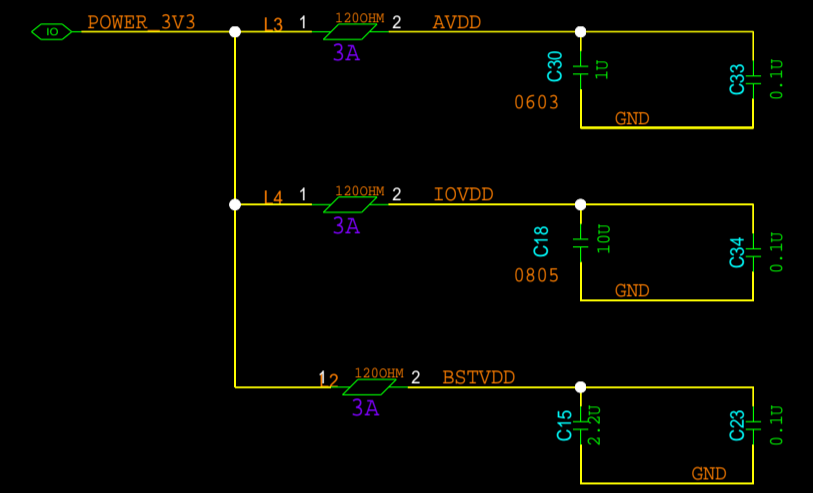 IO POWER_3V3 L3 1 120OHM 2 AVDD
3A
C30 1U C33 0.1U
0603
GND
L4 1 120OHM 2 IOVDD
3A
C18 10U C34 0.1U
0805
GND
1 L2 120OHM 2 BSTVDD
3A
C15 2.2U C23 0.1U
GND